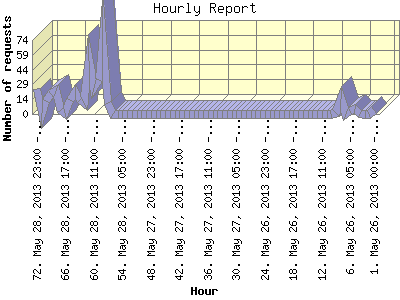 Hourly Report
Number of requests
74
59
44
29
14
0
72. May 28, 2013 23:00 -...
66. May 28, 2013 17:00 -...
60. May 28, 2013 11:00 -...
54. May 28, 2013 05:00 -...
48. May 27, 2013 23:00 -...
42. May 27, 2013 17:00 -...
36. May 27, 2013 11:00 -...
30. May 27, 2013 05:00 -...
24. May 26, 2013 23:00 -...
18. May 26, 2013 17:00 -...
12. May 26, 2013 11:00 -...
6. May 26, 2013 05:00 -...
1. May 26, 2013 00:00 -...
Hour